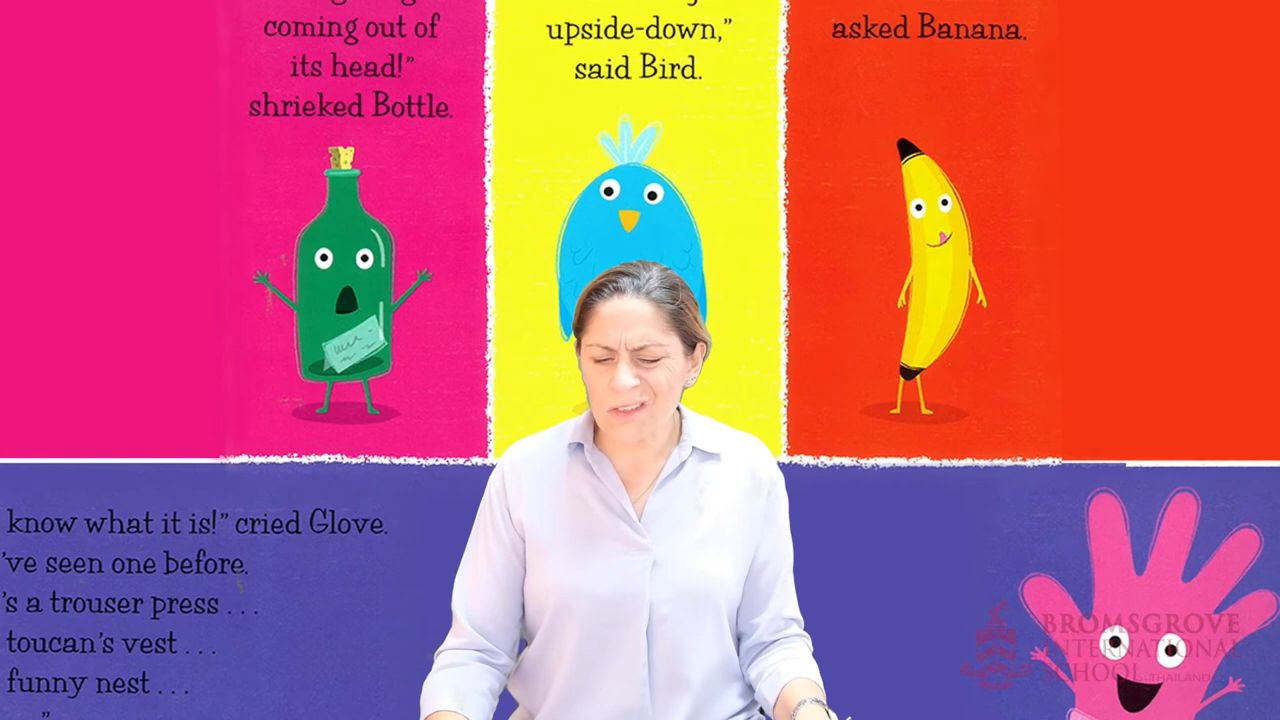 coming out of
its head!"
shrieked Bottle.
upside-down,"
said Bird.
asked Banana.
know what it is!" cried Glove.
've seen one before.
's a trouser press . . .
toucan's vest . . .
funny nest . . .
"
BROMSGROVE
INTERNATIONAL
SCHOOL THAILAND